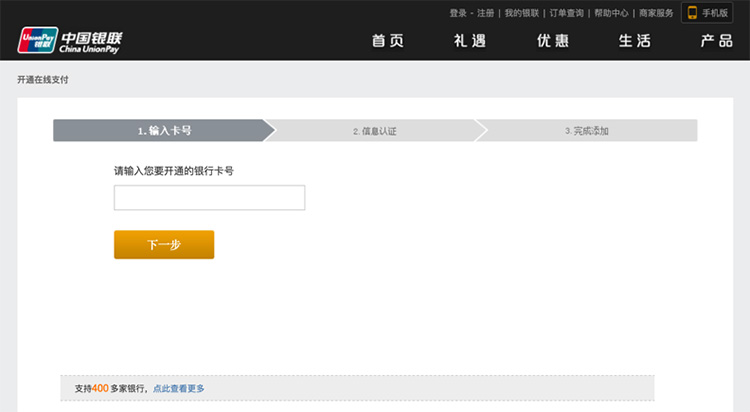 登录 - 注册 | 我的银联 | 订单查询 | 帮助中心 | 商家服务 手机版
UnionPay 银联 中国银联 China UnionPay
首页 礼遇 优惠 生活 产品
开通在线支付
1.输入卡号 2.信息认证 3.完成添加
请输入您要开通的银行卡号
下一步
支持400多家银行，点此查看更多